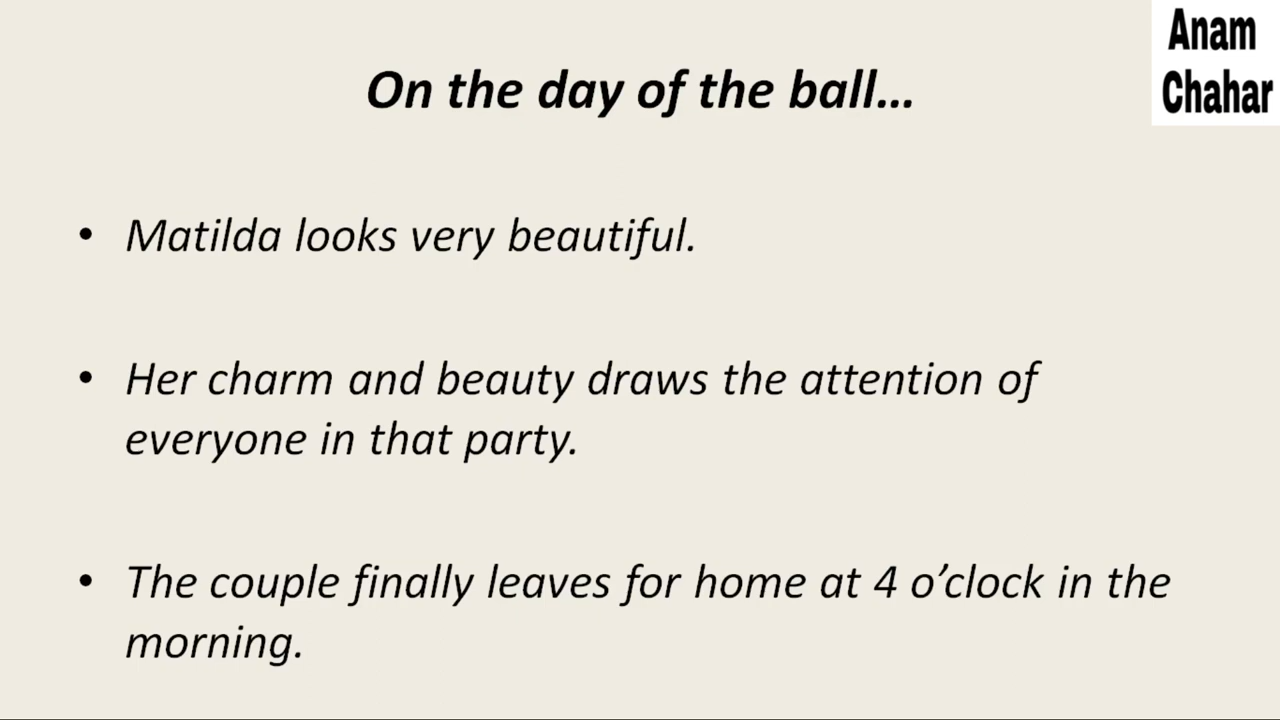 Anam
Chahar
On the day of the ball…
• Matilda looks very beautiful.
• Her charm and beauty draws the attention of
everyone in that party.
• The couple finally leaves for home at 4 o’clock in the
morning.